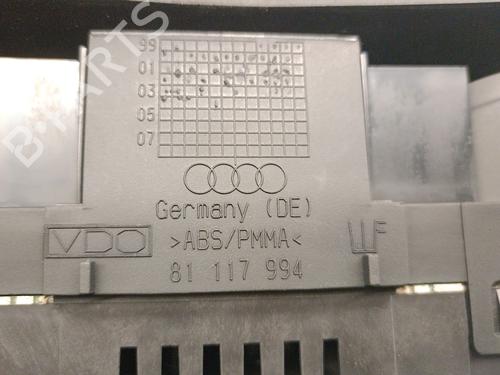 99
01
03
05
07
Germany (DE)
VDO
>ABS/PMMA<
81 117 994
B-PARTS